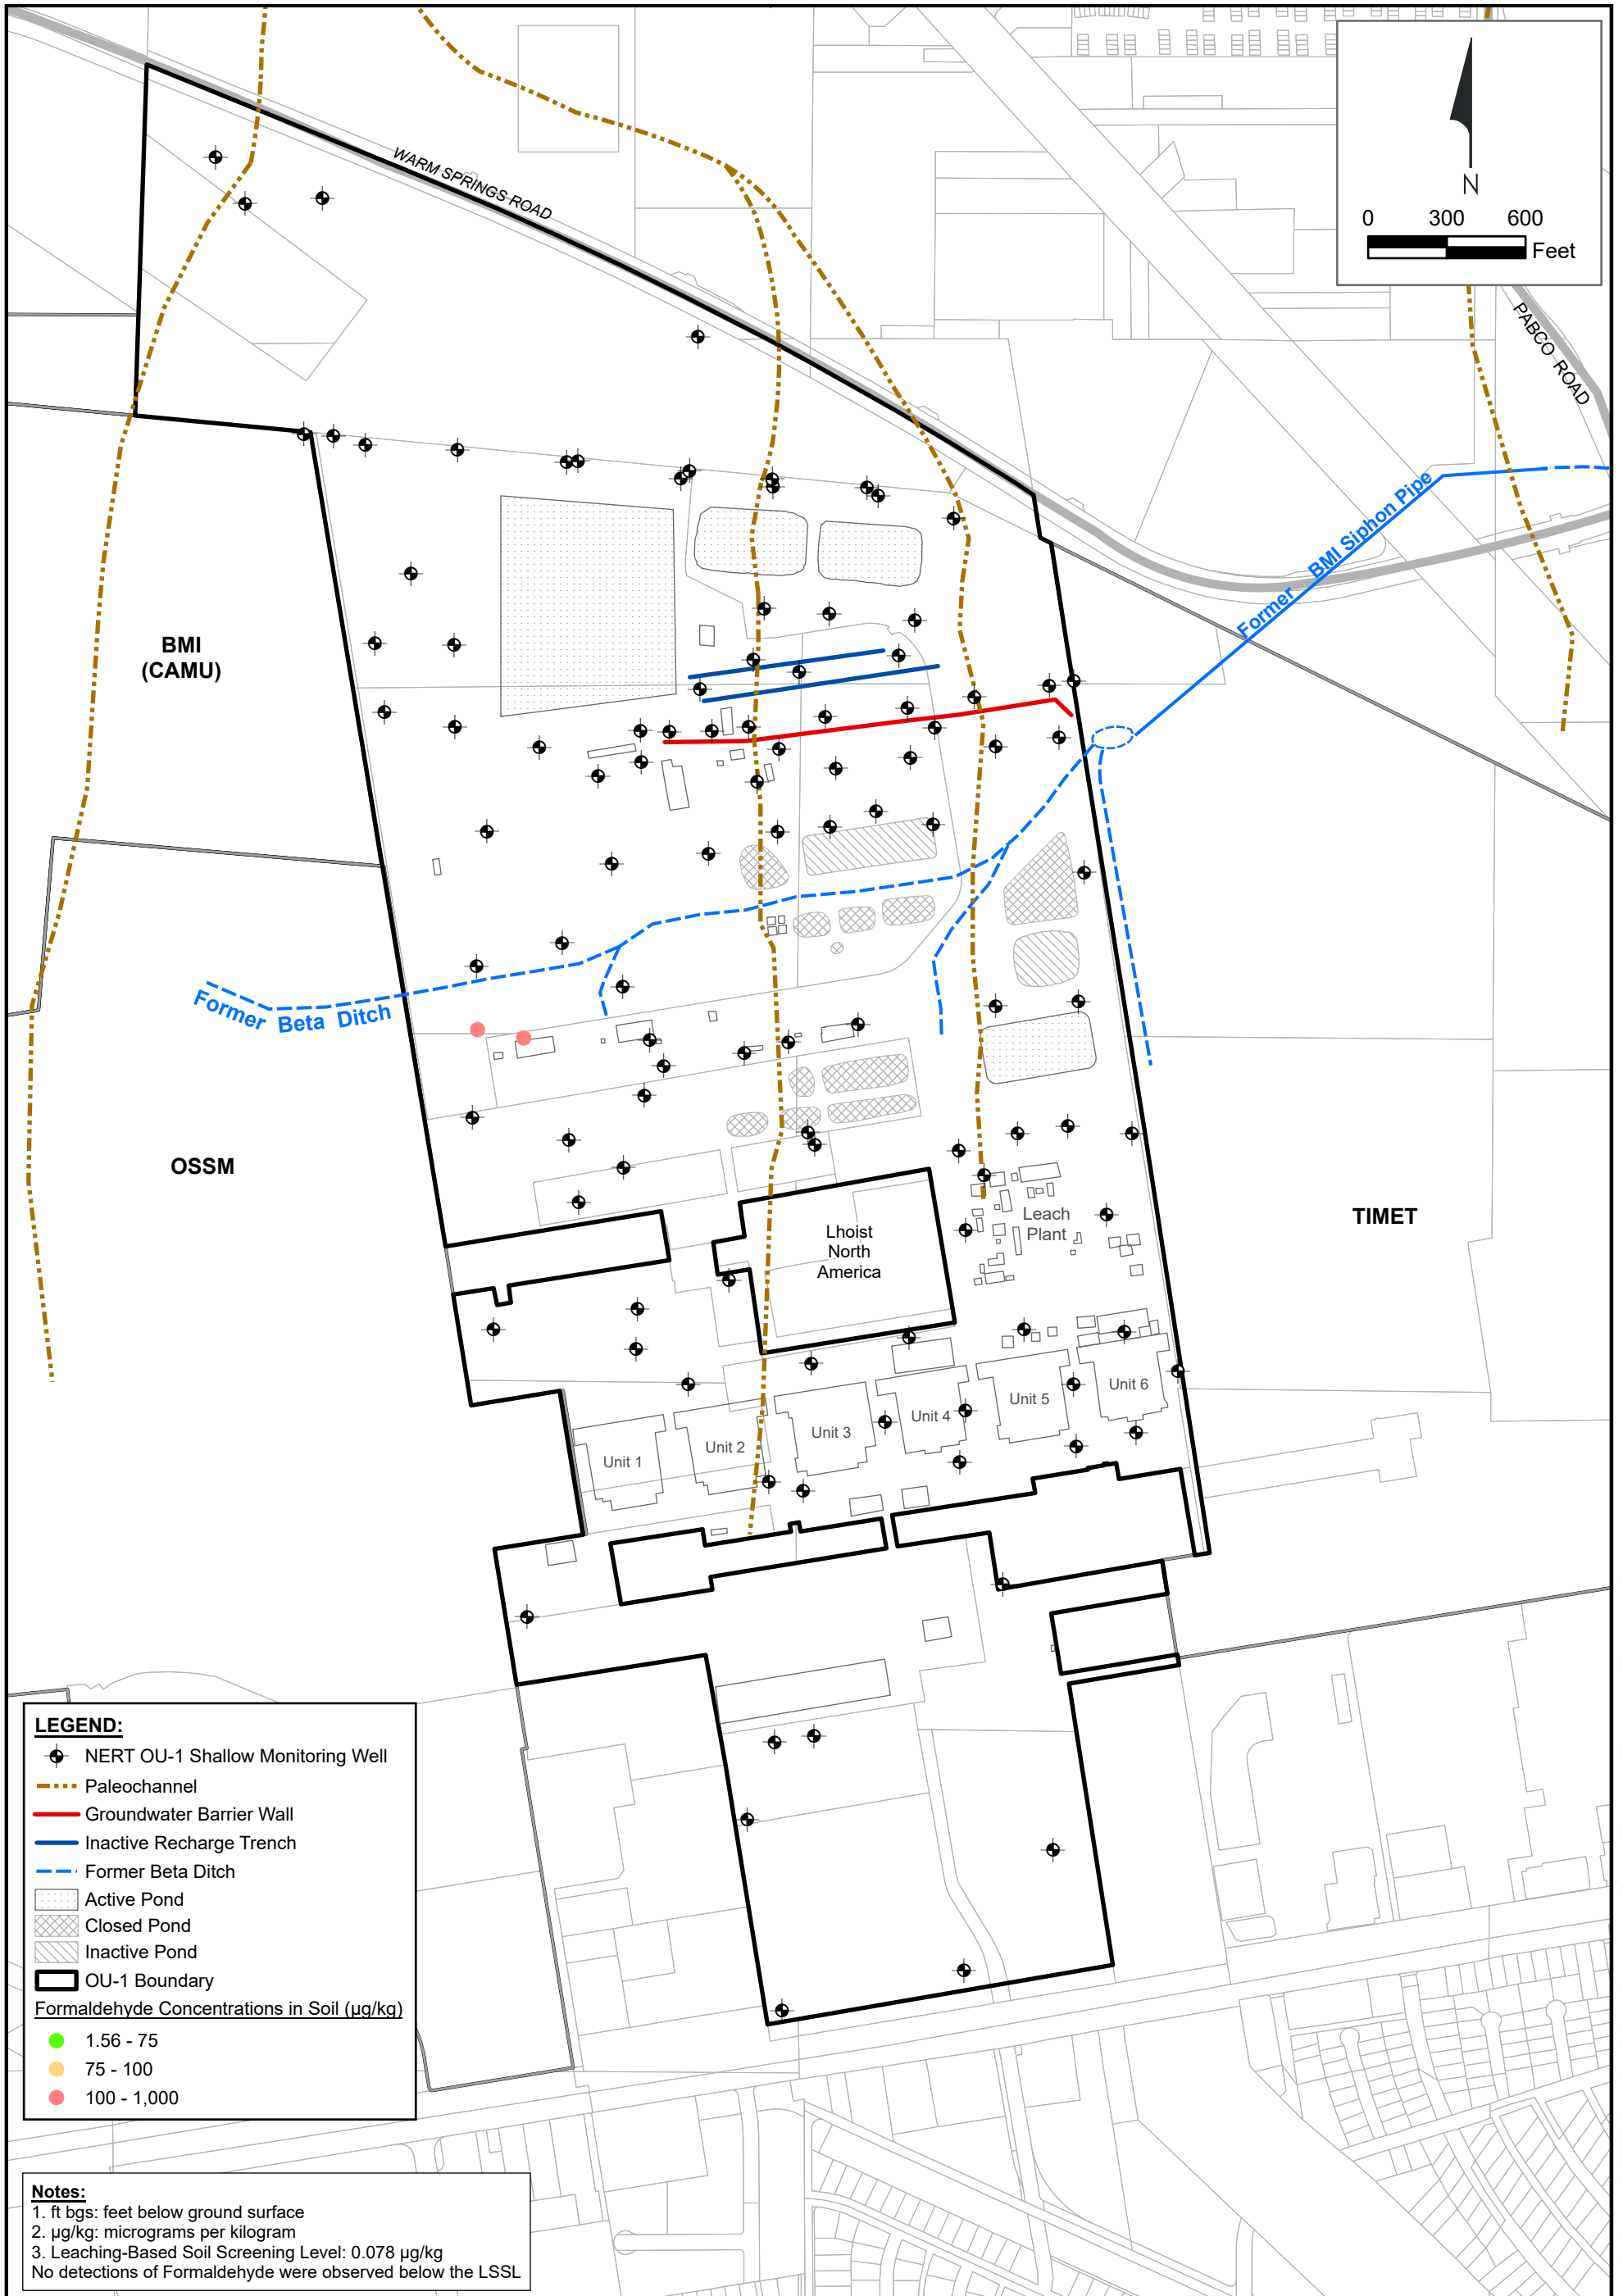 WARM SPRINGS ROAD
N
0 300 600
Feet
PABCO ROAD
Former BMI Siphon Pipe
BMI
(CAMU)
Former Beta Ditch
OSSM
TIMET
Lhoist
North
America
Leach
Plant
Unit 1
Unit 2
Unit 3
Unit 4
Unit 5
Unit 6
LEGEND:
NERT OU-1 Shallow Monitoring Well
Paleochannel
Groundwater Barrier Wall
Inactive Recharge Trench
Former Beta Ditch
Active Pond
Closed Pond
Inactive Pond
OU-1 Boundary
Formaldehyde Concentrations in Soil (µg/kg)
1.56 - 75
75 - 100
100 - 1,000
Notes:
1. ft bgs: feet below ground surface
2. µg/kg: micrograms per kilogram
3. Leaching-Based Soil Screening Level: 0.078 µg/kg
No detections of Formaldehyde were observed below the LSSL